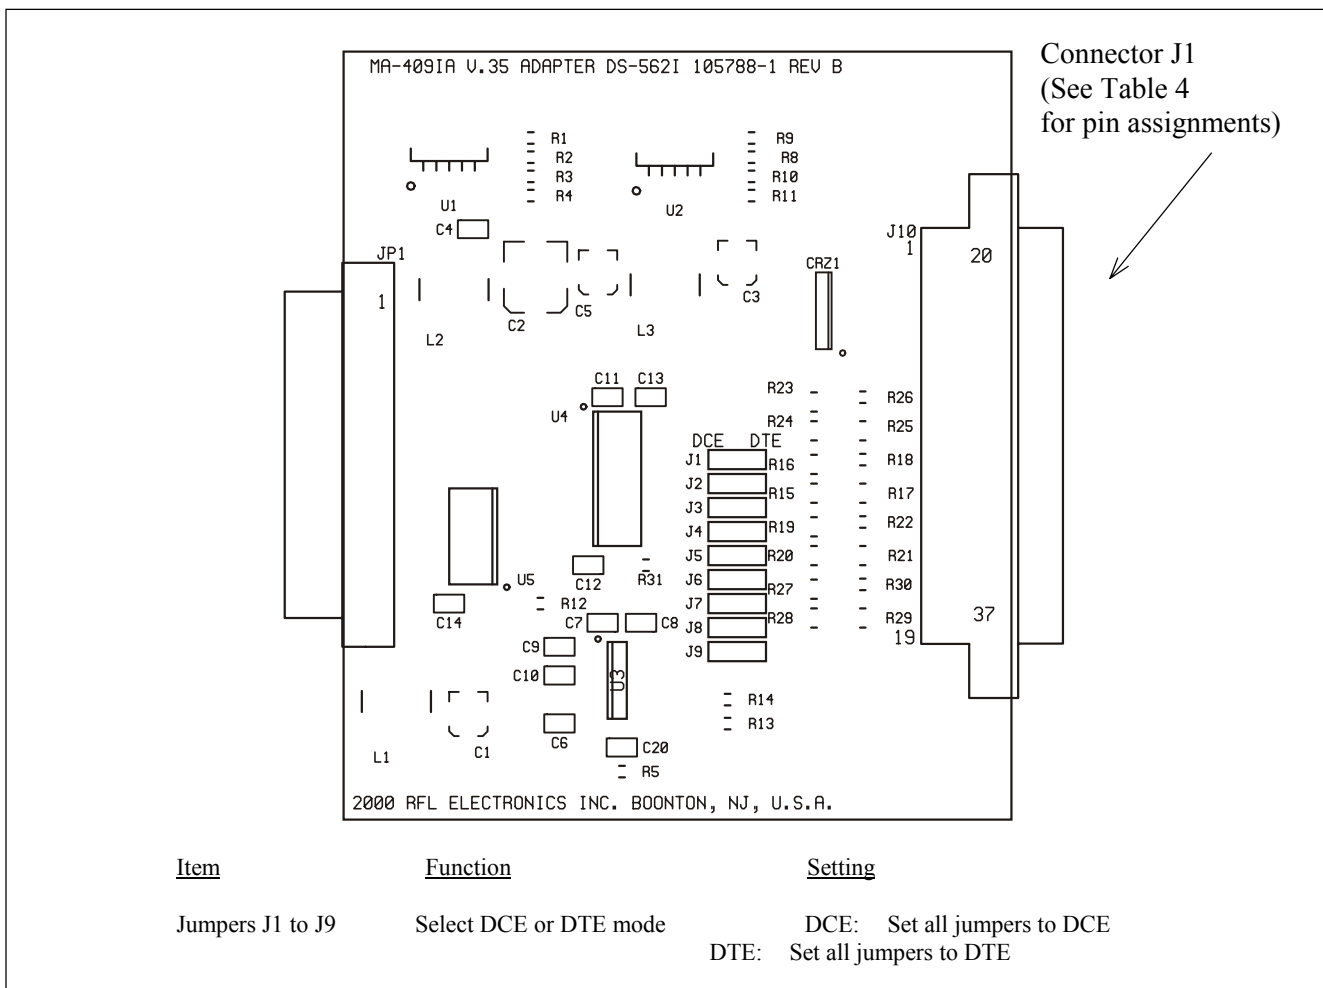 MA-409IA V.35 ADAPTER DS-562I 105788-1 REV B
Connector J1
(See Table 4
for pin assignments)
R1
R2
R3
R4
U1
C4
R9
R8
R10
R11
U2
JP1
1
L2
C2
C5
L3
C3
CRZ1
J10
1
20
C11
C13
U4
R23
R26
R24
R25
DCE
DTE
J1
R16
R18
J2
R15
R17
J3
J4
R19
R22
J5
R20
R21
J6
R27
R30
J7
J8
R28
R29
J9
37
19
U5
C12
R31
C14
R12
C7
C8
C9
C10
U3
R14
R13
L1
C1
C6
C20
R5
2000 RFL ELECTRONICS INC. BOONTON, NJ, U.S.A.
Item Function Setting
Jumpers J1 to J9 Select DCE or DTE mode DCE: Set all jumpers to DCE
DTE: Set all jumpers to DTE